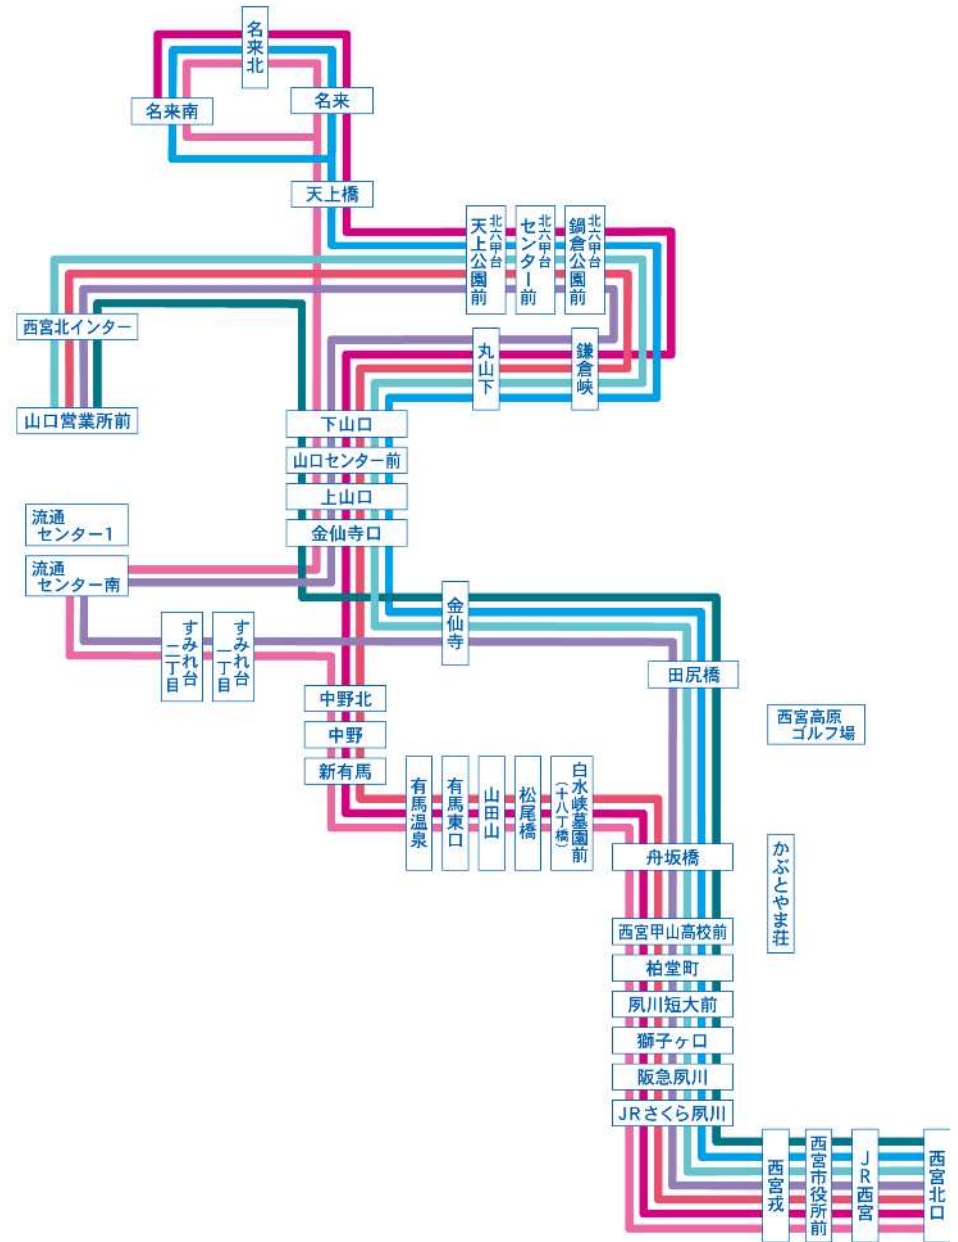 名来北
名来南
名来
天上橋
北六甲台
天上公園前
北六甲台
センター前
北六甲台
鍋倉公園前
西宮北インター
丸山下
鎌倉峡
山口営業所前
下山口
山口センター前
上山口
金仙寺口
流通
センター1
流通
センター南
すみれ台
二丁目
すみれ台
一丁目
金仙寺
田尻橋
中野北
中野
新有馬
西宮高原
ゴルフ場
有馬温泉
有馬東口
山田山
松尾橋
白水峡墓園前
(十八丁橋)
舟坂橋
かぶとやま荘
西宮甲山高校前
柏堂町
夙川短大前
獅子ヶ口
阪急夙川
JRさくら夙川
西宮戎
西宮市役所前
JR西宮
西宮北口